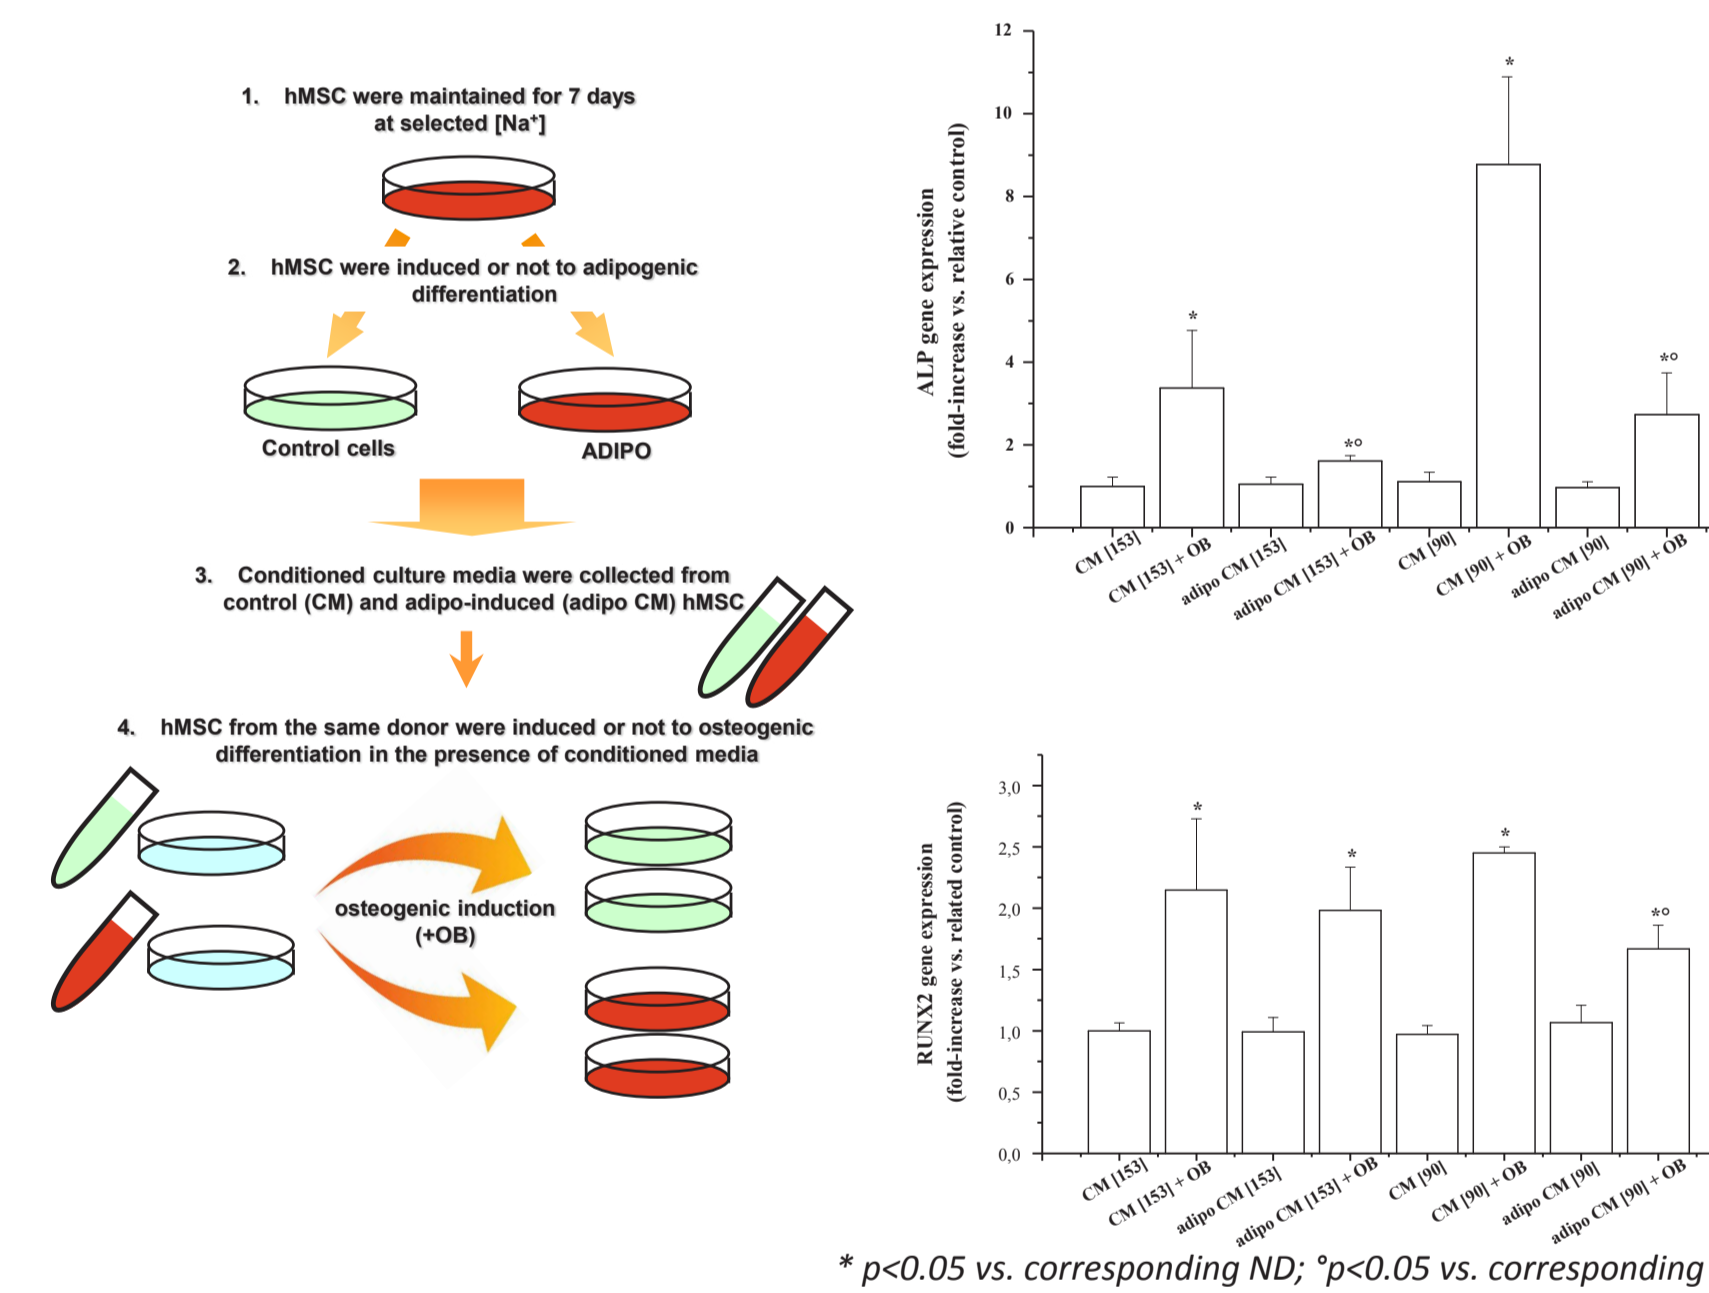 1. hMSC were maintained for 7 days
at selected [Na⁺]
2. hMSC were induced or not to adipogenic
differentiation
Control cells
ADIPO
3. Conditioned culture media were collected from
control (CM) and adipo-induced (adipo CM) hMSC
4. hMSC from the same donor were induced or not to osteogenic
differentiation in the presence of conditioned media
osteogenic induction
(+OB)
ALP gene expression
(fold-increase vs. relative control)
12
10
8
6
4
2
0
*
*°
*
*°
CM [153]
CM [153] + OB
adipo CM [153]
adipo CM [153] + OB
CM [90]
CM [90] + OB
adipo CM [90]
adipo CM [90] + OB
RUNX2 gene expression
(fold-increase vs. related control)
3,0
2,5
2,0
1,5
1,0
0,5
0,0
*
*
*
*°
CM [153]
CM [153] + OB
adipo CM [153]
adipo CM [153] + OB
CM [90]
CM [90] + OB
adipo CM [90]
adipo CM [90] + OB
* p<0.05 vs. corresponding ND; °p<0.05 vs. corresponding